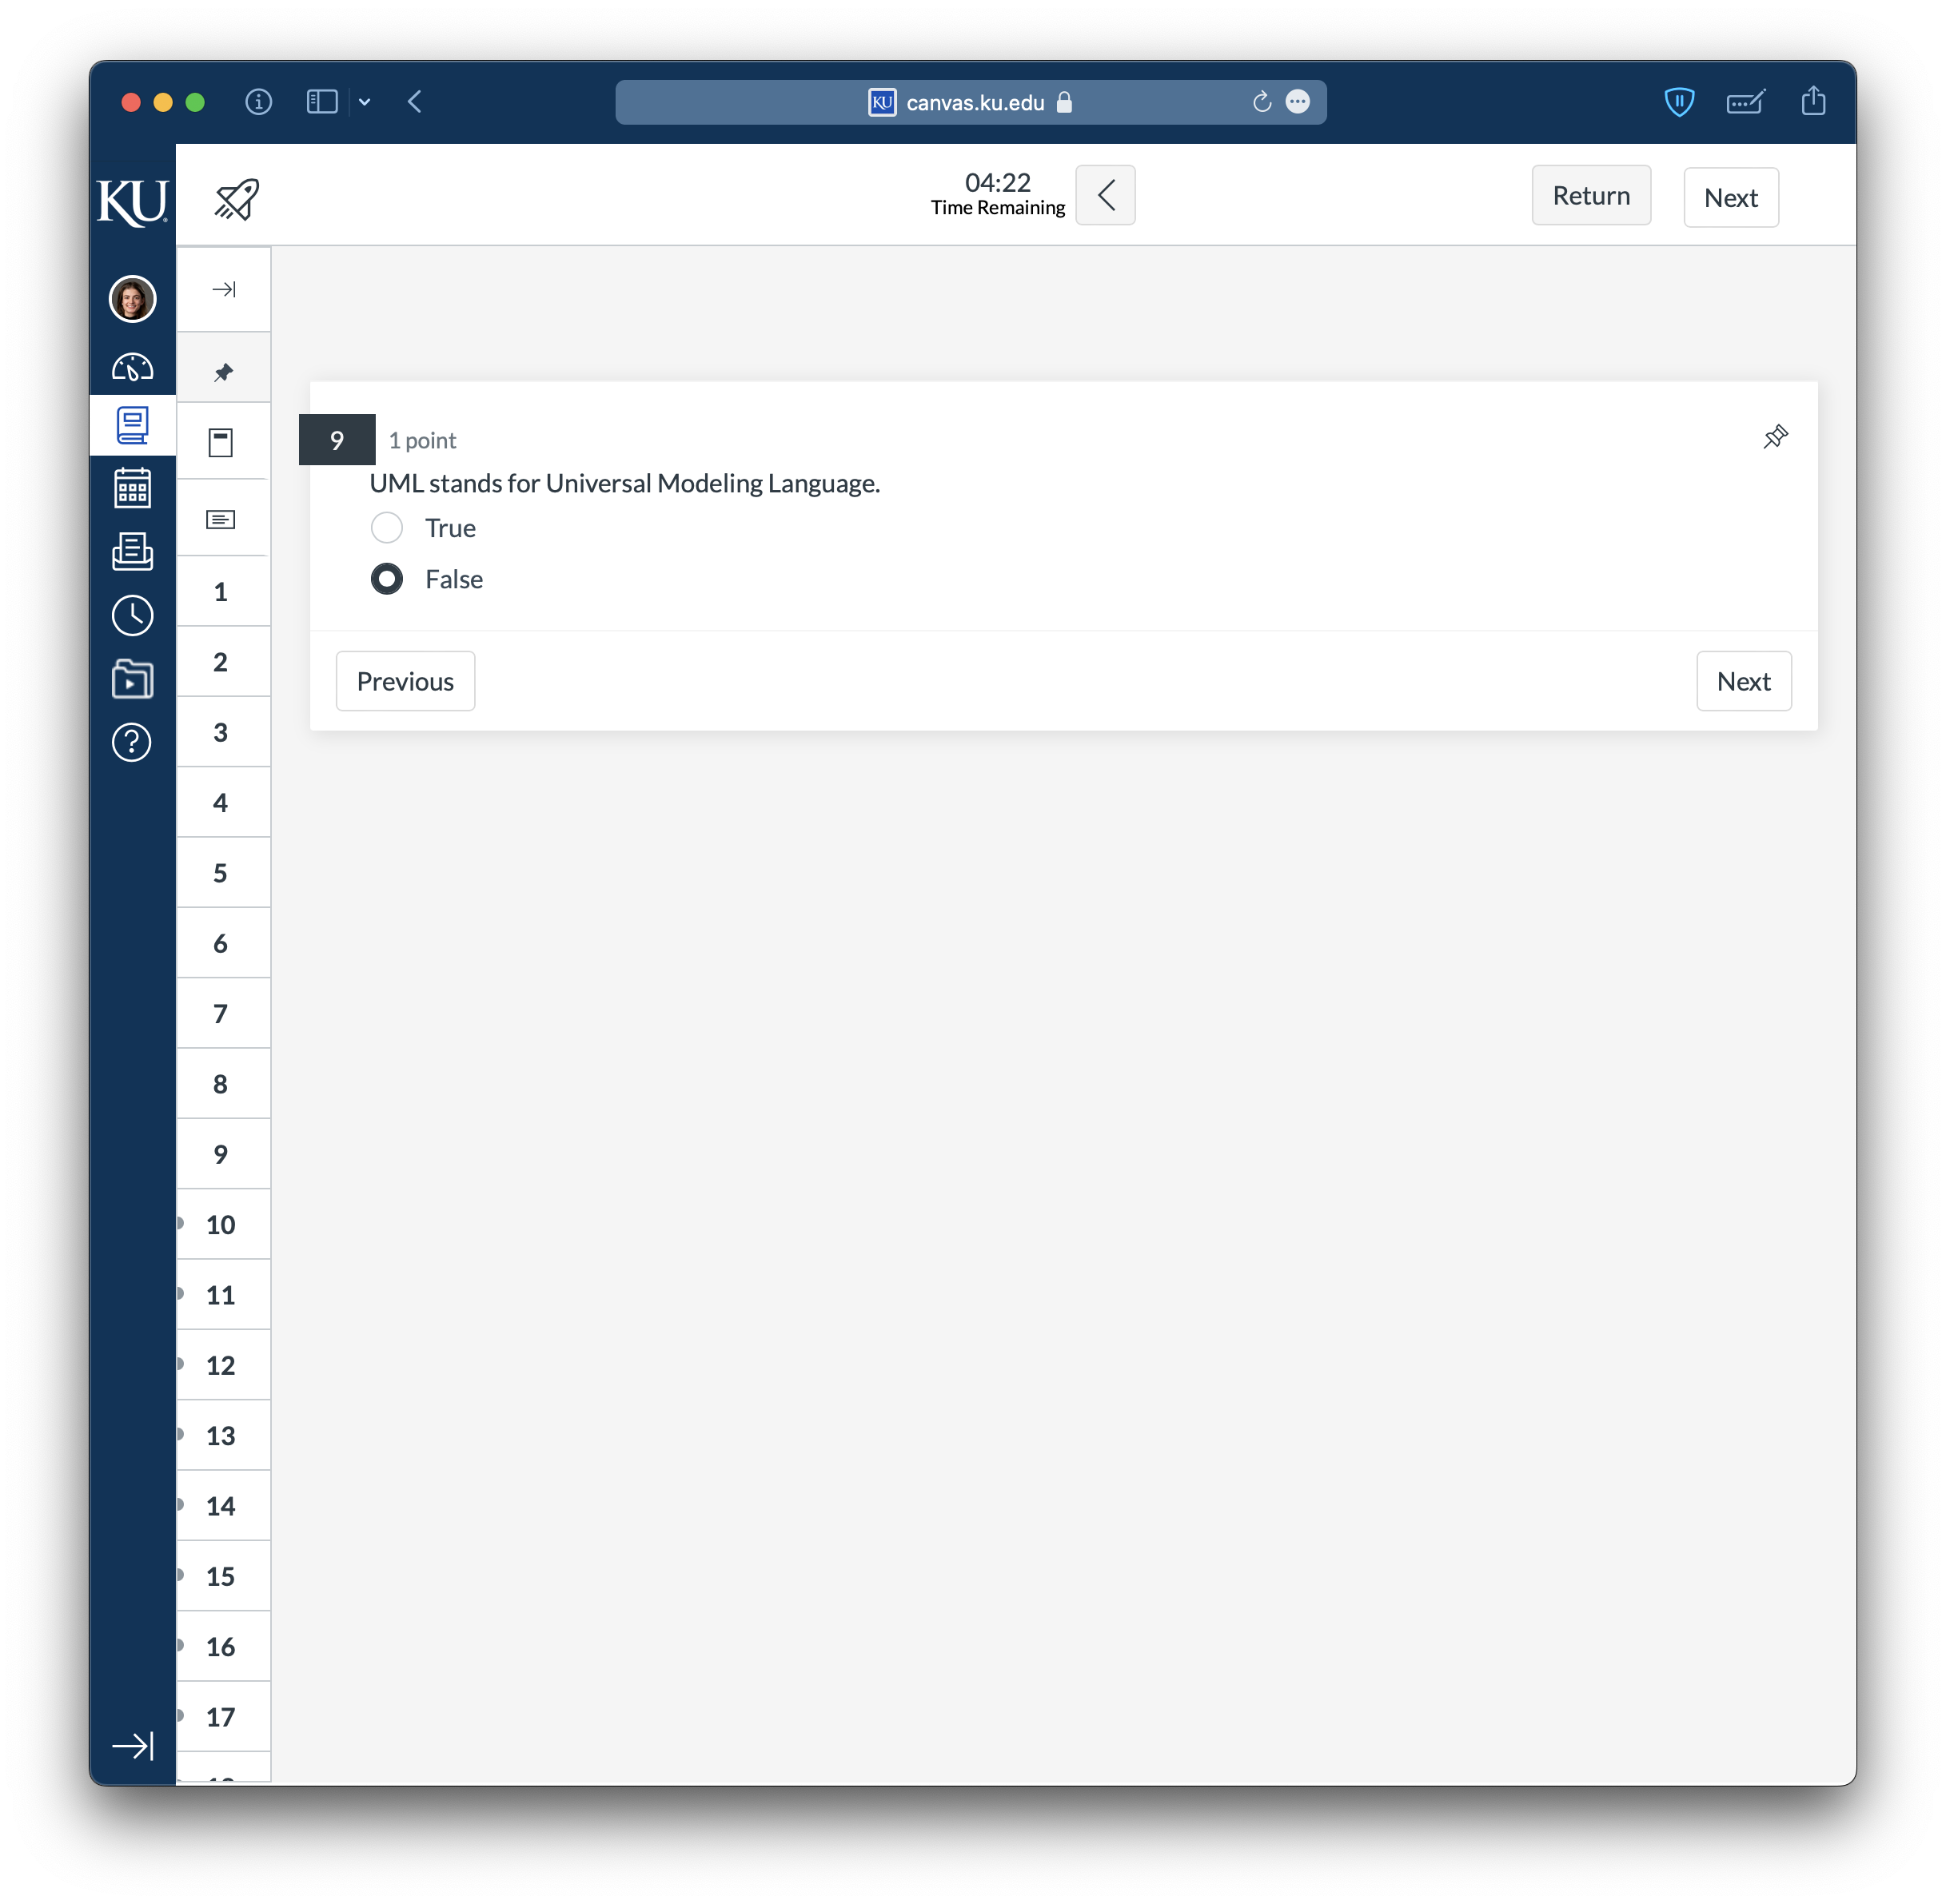 KU canvas.ku.edu
KU
04:22
Time Remaining
Return
Next
9
1 point
UML stands for Universal Modeling Language.
True
False
Previous
Next
1
2
3
4
5
6
7
8
9
10
11
12
13
14
15
16
17